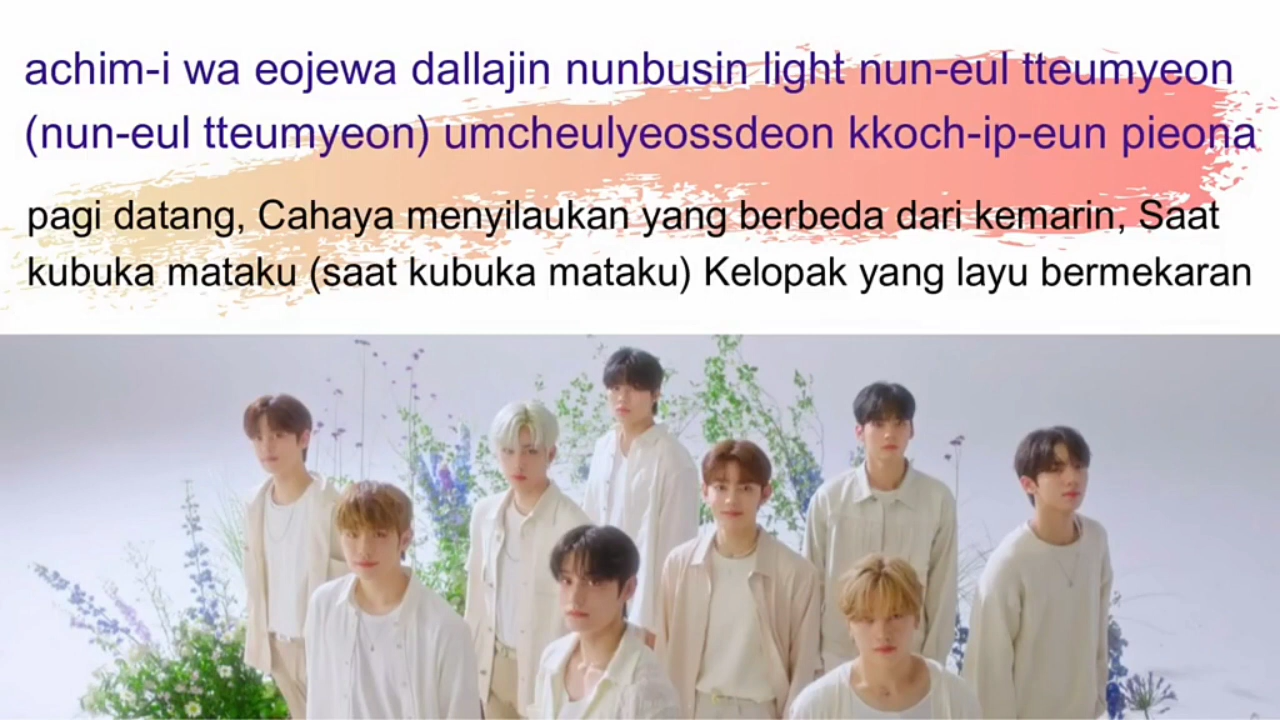 achim-i wa eojewa dallajin nunbusin light nun-eul tteumyeon
(nun-eul tteumyeon) umcheulyeossdeon kkoch-ip-eun pieona
pagi datang, Cahaya menyilaukan yang berbeda dari kemarin, Saat
kubuka mataku (saat kubuka mataku) Kelopak yang layu bermekaran